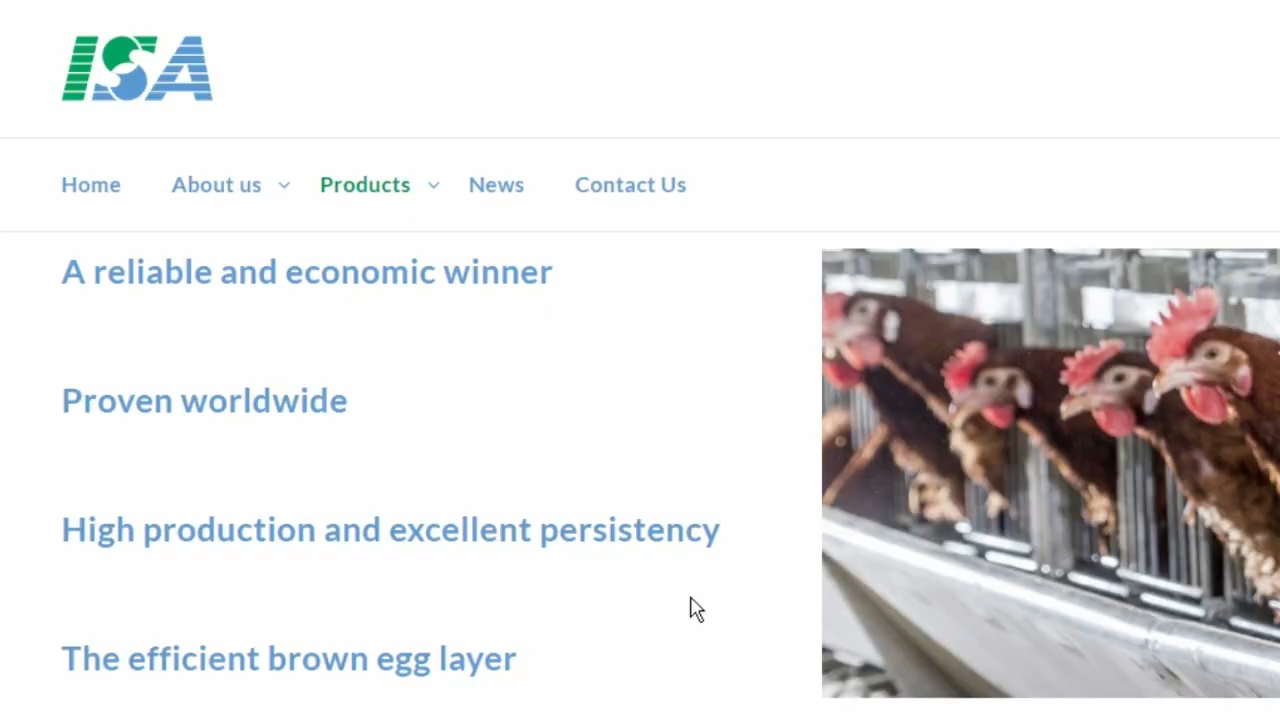 ISA
Home
About us
Products
News
Contact Us
A reliable and economic winner
Proven worldwide
High production and excellent persistency
The efficient brown egg layer